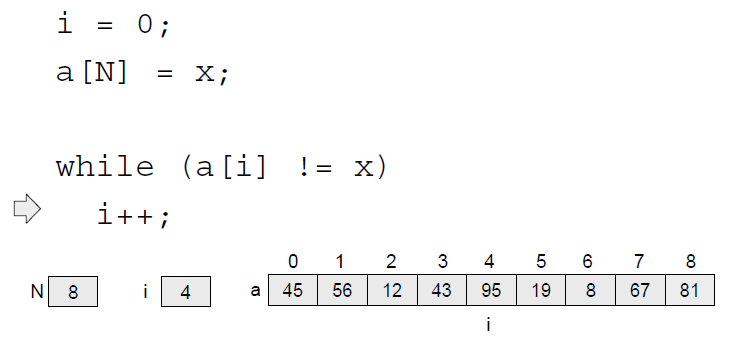 i = 0;
a[N] = x;
while (a[i] != x)
i++;
0 1 2 3 4 5 6 7 8
N 8 i 4 a 45 56 12 43 95 19 8 67 81
i